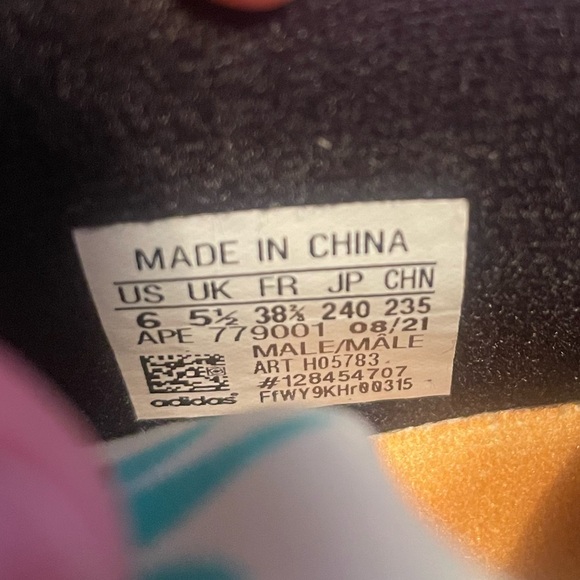 MADE IN CHINA
US UK FR JP CHN
6 5½ 38⅔ 240 235
APE 779001 08/21
MALE/MÂLE
ART H05783
#128454707
FfWY9KHr00315
adidas